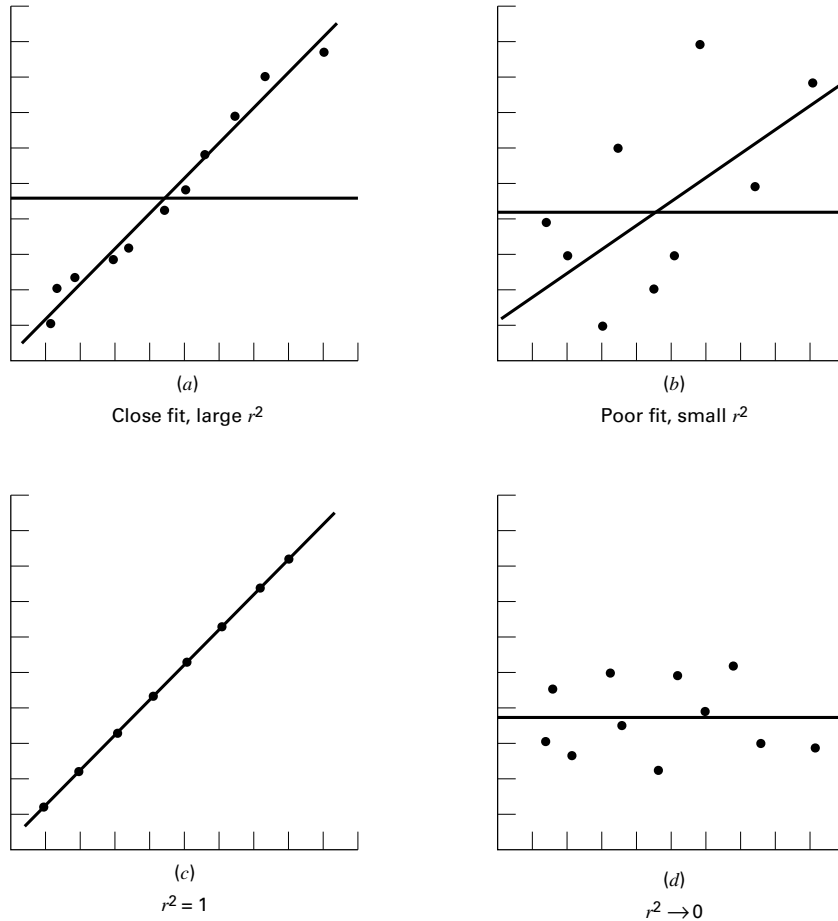 (a)
Close fit, large r²
(b)
Poor fit, small r²
(c)
r² = 1
(d)
r² → 0